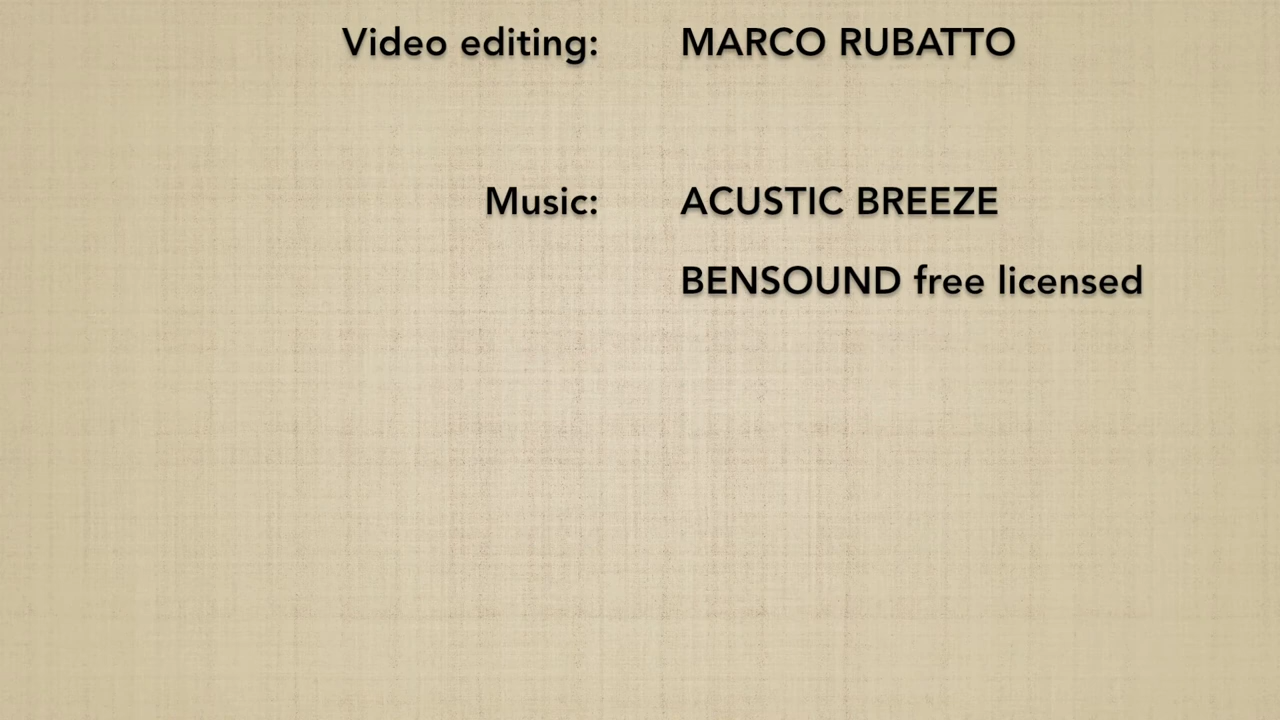 Video editing: MARCO RUBATTO
Music: ACUSTIC BREEZE
BENSOUND free licensed